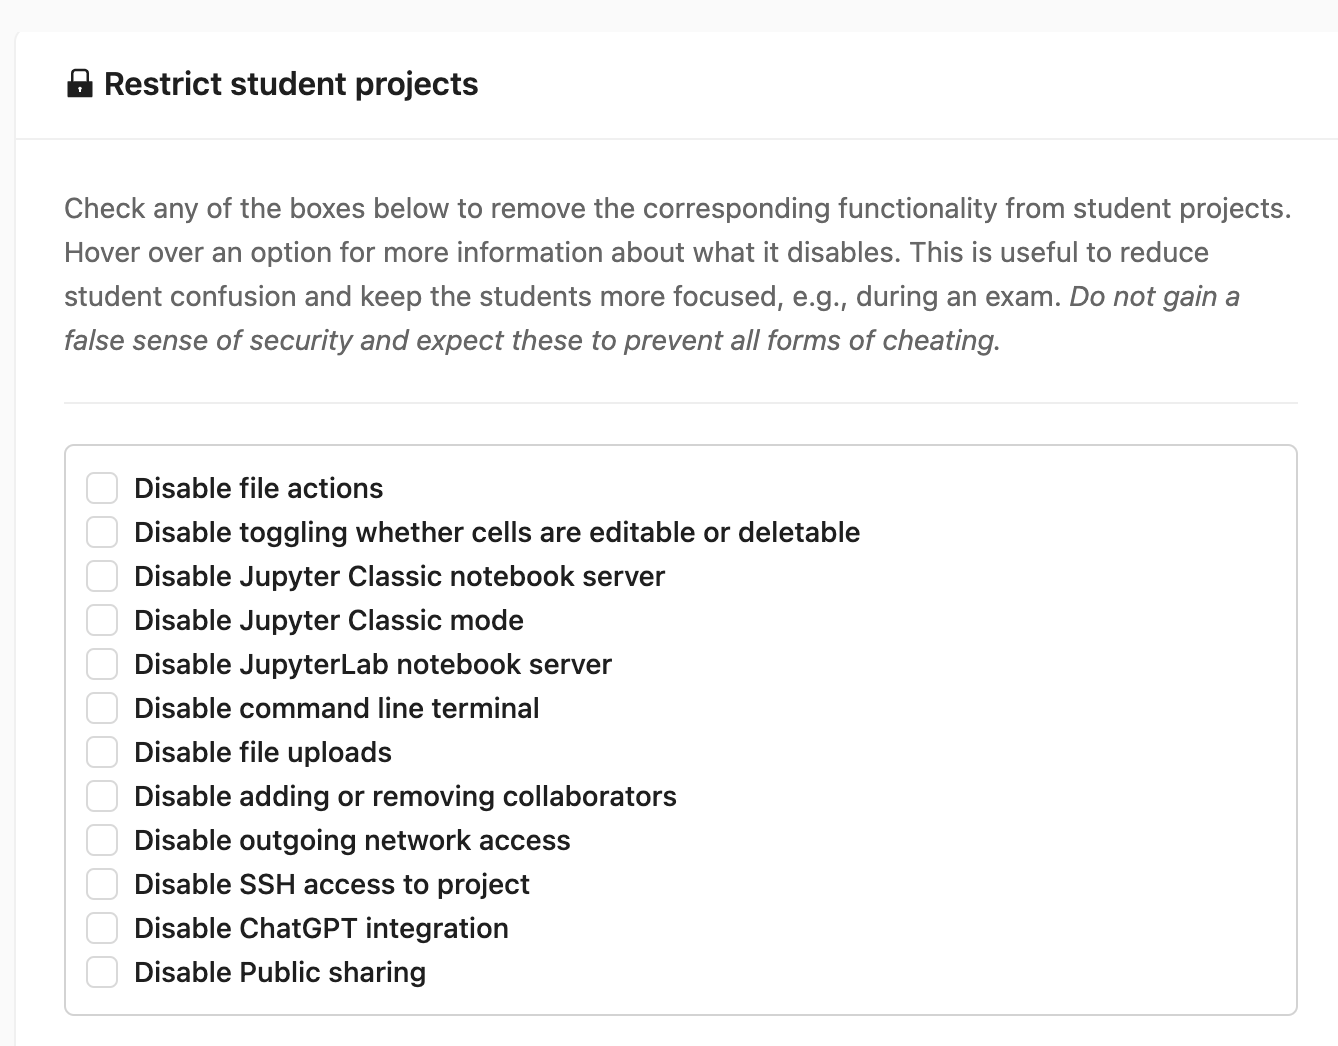 Restrict student projects
Check any of the boxes below to remove the corresponding functionality from student projects.
Hover over an option for more information about what it disables. This is useful to reduce
student confusion and keep the students more focused, e.g., during an exam. Do not gain a
false sense of security and expect these to prevent all forms of cheating.
Disable file actions
Disable toggling whether cells are editable or deletable
Disable Jupyter Classic notebook server
Disable Jupyter Classic mode
Disable JupyterLab notebook server
Disable command line terminal
Disable file uploads
Disable adding or removing collaborators
Disable outgoing network access
Disable SSH access to project
Disable ChatGPT integration
Disable Public sharing